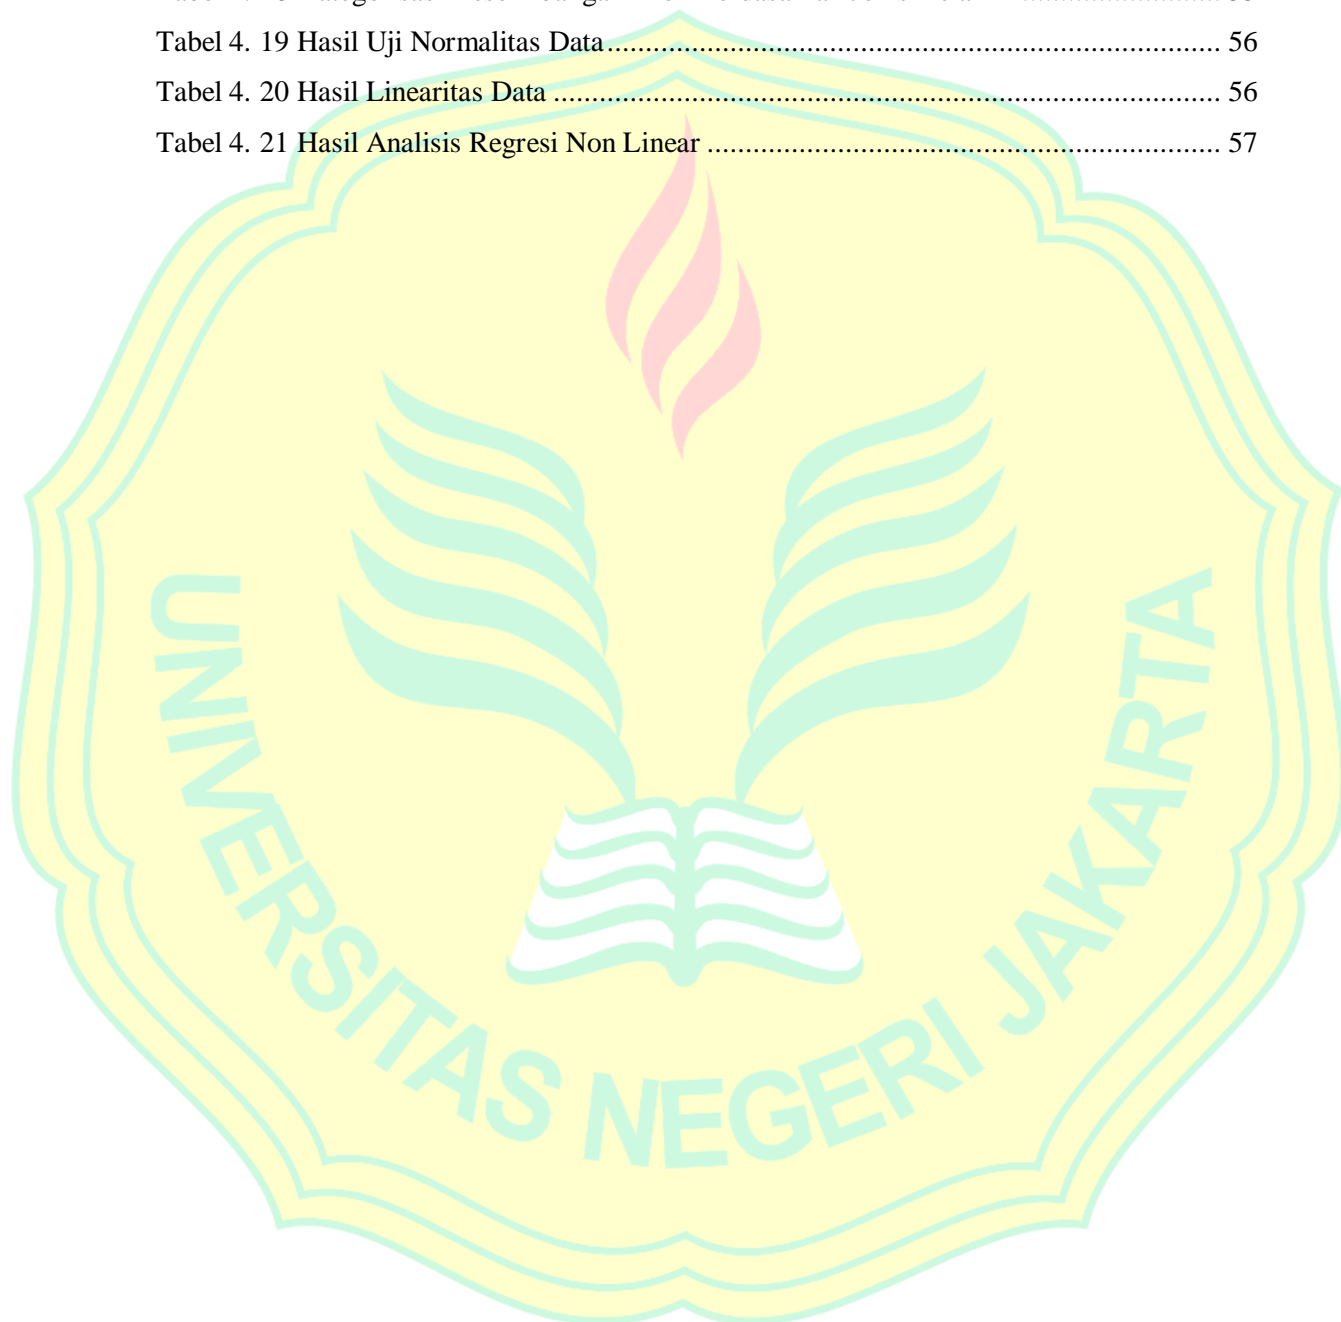 Tabel 4. 19 Hasil Uji Normalitas Data 56
Tabel 4. 20 Hasil Linearitas Data 56
Tabel 4. 21 Hasil Analisis Regresi Non Linear 57
UNIVERSITAS NEGERI JAKARTA